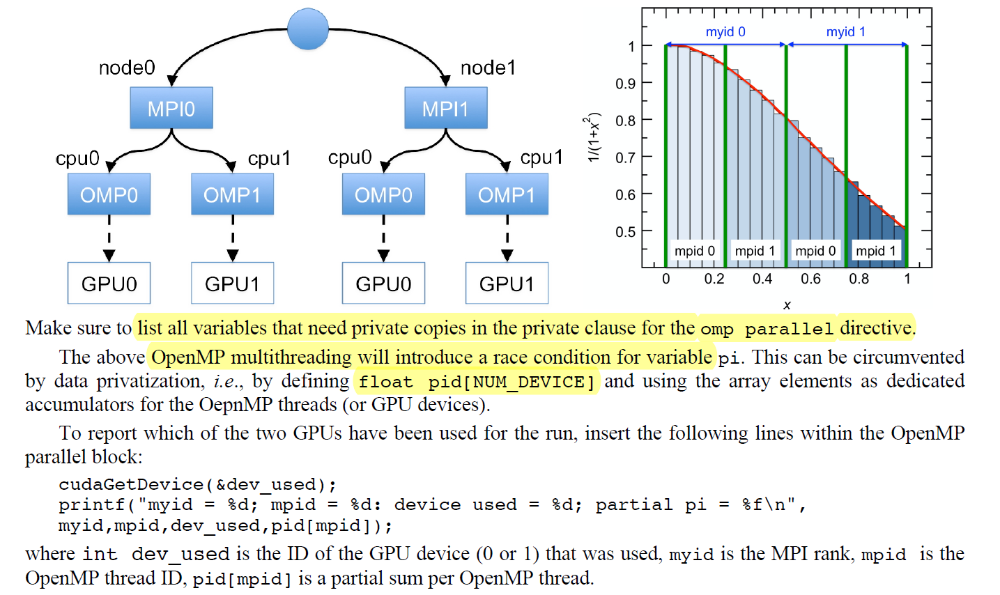 node0
node1
MPI0
MPI1
cpu0
cpu1
cpu0
cpu1
OMP0
OMP1
OMP0
OMP1
GPU0
GPU1
GPU0
GPU1
myid 0
myid 1
1
0.9
0.8
0.7
0.6
0.5
1/(1+x²)
mpid 0
mpid 1
mpid 0
mpid 1
0
0.2
0.4
0.6
0.8
1
x
Make sure to list all variables that need private copies in the private clause for the omp parallel directive.
The above OpenMP multithreading will introduce a race condition for variable pi. This can be circumvented
by data privatization, i.e., by defining float pid[NUM_DEVICE] and using the array elements as dedicated
accumulators for the OepnMP threads (or GPU devices).
To report which of the two GPUs have been used for the run, insert the following lines within the OpenMP
parallel block:
cudaGetDevice(&dev_used);
printf("myid = %d; mpid = %d: device used = %d; partial pi = %f\n",
myid,mpid,dev_used,pid[mpid]);
where int dev_used is the ID of the GPU device (0 or 1) that was used, myid is the MPI rank, mpid is the
OpenMP thread ID, pid[mpid] is a partial sum per OpenMP thread.